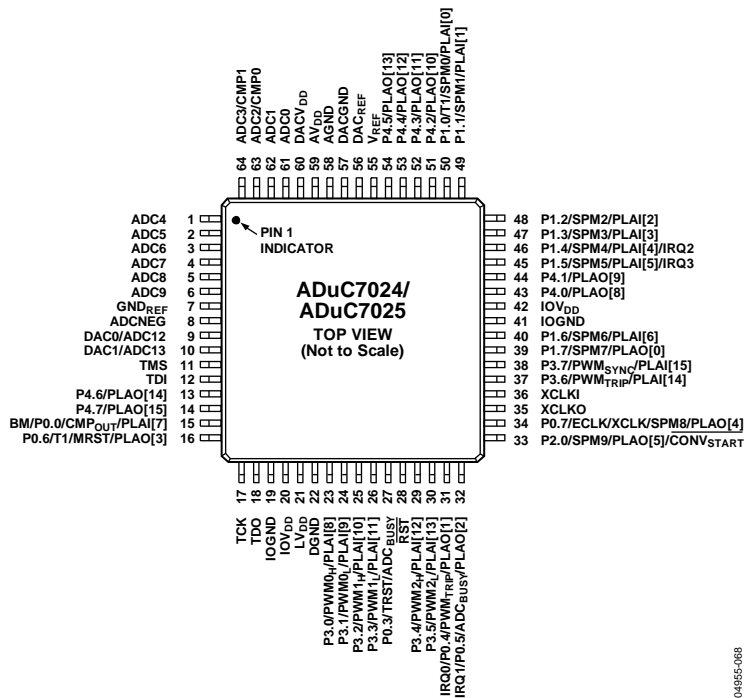 64 ADC3/CMP1
63 ADC2/CMP0
62 ADC1
61 ADC0
60 DACVDD
59 AVDD
58 AGND
57 DACGND
56 DACREF
55 VREF
54 P4.5/PLAO[13]
53 P4.4/PLAO[12]
52 P4.3/PLAO[11]
51 P4.2/PLAO[10]
50 P1.0/T1/SPM0/PLAI[0]
49 P1.1/SPM1/PLAI[1]
ADC4 1
ADC5 2
ADC6 3
ADC7 4
ADC8 5
ADC9 6
GNDREF 7
ADCNEG 8
DAC0/ADC12 9
DAC1/ADC13 10
TMS 11
TDI 12
P4.6/PLAO[14] 13
P4.7/PLAO[15] 14
BM/P0.0/CMPOUT/PLAI[7] 15
P0.6/T1/MRST/PLAO[3] 16
PIN 1
INDICATOR
ADuC7024/
ADuC7025
TOP VIEW
(Not to Scale)
48 P1.2/SPM2/PLAI[2]
47 P1.3/SPM3/PLAI[3]
46 P1.4/SPM4/PLAI[4]/IRQ2
45 P1.5/SPM5/PLAI[5]/IRQ3
44 P4.1/PLAO[9]
43 P4.0/PLAO[8]
42 IOVDD
41 IOGND
40 P1.6/SPM6/PLAI[6]
39 P1.7/SPM7/PLAO[0]
38 P3.7/PWMSYNC/PLAI[15]
37 P3.6/PWMTRIP/PLAI[14]
36 XCLKI
35 XCLKO
34 P0.7/ECLK/XCLK/SPM8/PLAO[4]
33 P2.0/SPM9/PLAO[5]/CONVSTART
TCK 17
TDO 18
IOGND 19
IOVDD 20
LVDD 21
DGND 22
P3.0/PWM0H/PLAI[8] 23
P3.1/PWM0L/PLAI[9] 24
P3.2/PWM1H/PLAI[10] 25
P3.3/PWM1L/PLAI[11] 26
P0.3/TRST/ADCBUSY 27
RST 28
P3.4/PWM2H/PLAI[12] 29
P3.5/PWM2L/PLAI[13] 30
IRQ0/P0.4/PWMTRIP/PLAO[1] 31
IRQ1/P0.5/ADCBUSY/PLAO[2] 32
04955-068